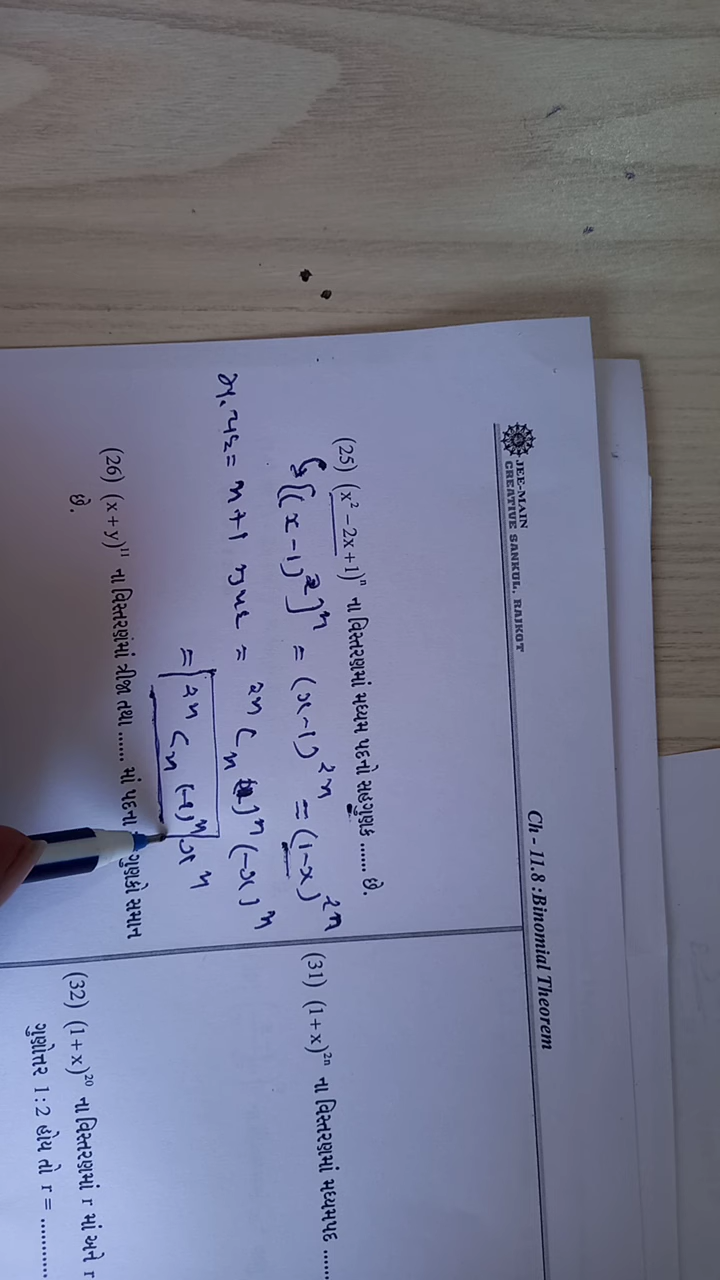 JEE-MAIN
CREATIVE SANKUL, RAJKOT
Ch - 11.8 : Binomial Theorem
(25) (x² − 2x + 1)ⁿ ના વિસ્તરણમાં મધ્યમ પદનો સહગુણક ...... છે.
[(x − 1)²]ⁿ = (x−1)²ⁿ = (1−x)²ⁿ
મ. પદ = n+1 મુ પદ = ²ⁿCₙ (1)ⁿ (−x)ⁿ
= ²ⁿCₙ (−1)ⁿ xⁿ
(26) (x + y)¹¹ ના વિસ્તરણમાં ત્રીજા તથા ...... માં પદના ગુણકો સમાન
છે.
(31) (1 + x)²ⁿ ના વિસ્તરણમાં મધ્યમપદ ......
(32) (1 + x)²⁰ ના વિસ્તરણમાં r માં અને r
ગુણોત્તર 1 : 2 હોય તો r = ............